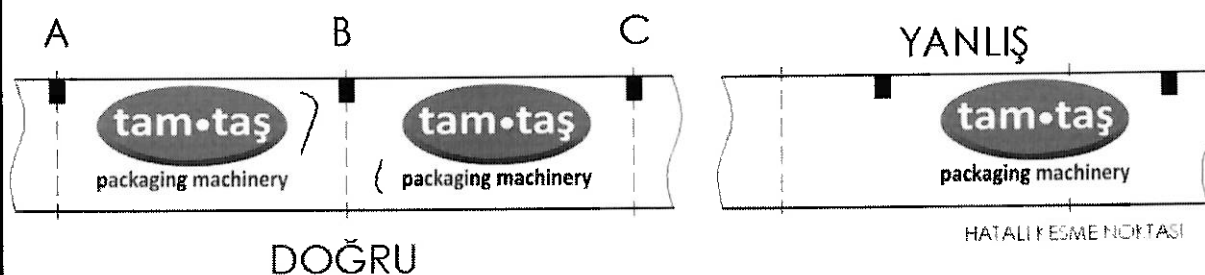 A B C YANLIŞ
tam•taş tam•taş tam•taş
packaging machinery packaging machinery packaging machinery
HATALI KESME NOKTASI
DOĞRU